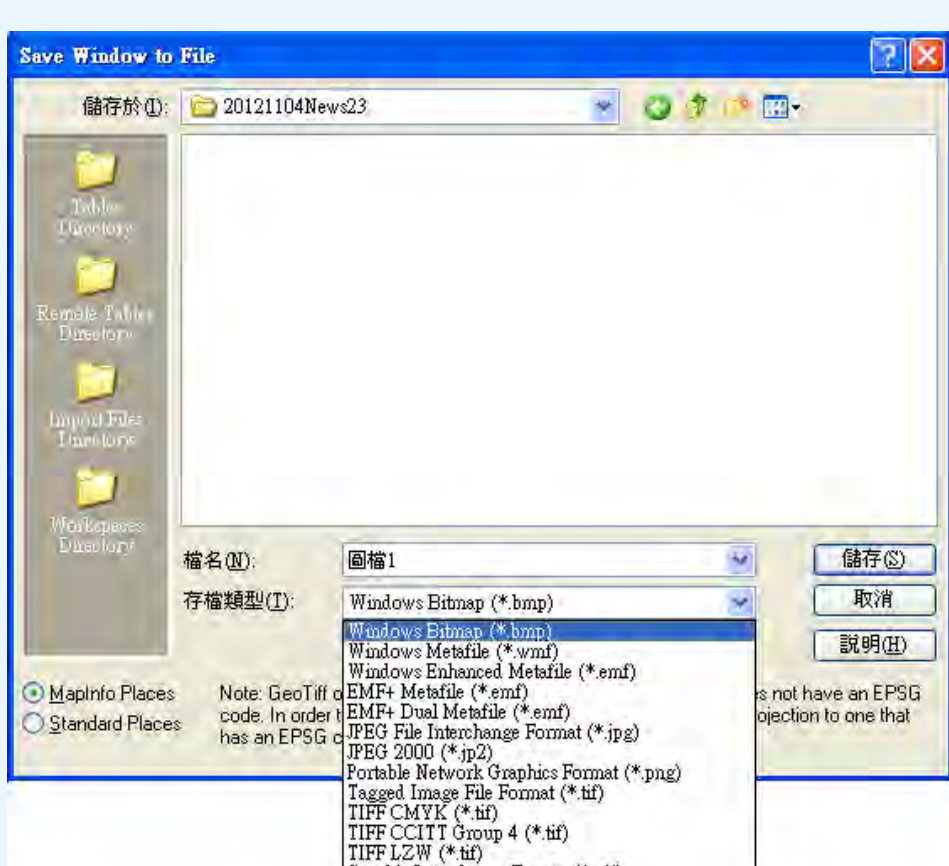 Save Window to File
儲存於(I): 20121104News23
Tables
Directory
Remote Tables
Directory
Import Files
Directory
Workspaces
Directory
檔名(N): 圖檔1 儲存(S)
存檔類型(T): Windows Bitmap (*.bmp) 取消
說明(H)
Windows Bitmap (*.bmp)
Windows Metafile (*.wmf)
Windows Enhanced Metafile (*.emf)
EMF+ Metafile (*.emf)
EMF+ Dual Metafile (*.emf)
JPEG File Interchange Format (*.jpg)
JPEG 2000 (*.jp2)
Portable Network Graphics Format (*.png)
Tagged Image File Format (*.tif)
TIFF CMYK (*.tif)
TIFF CCITT Group 4 (*.tif)
TIFF LZW (*.tif)
MapInfo Places
Standard Places
Note: GeoTiff not have an EPSG
code. In order to one that
has an EPSG